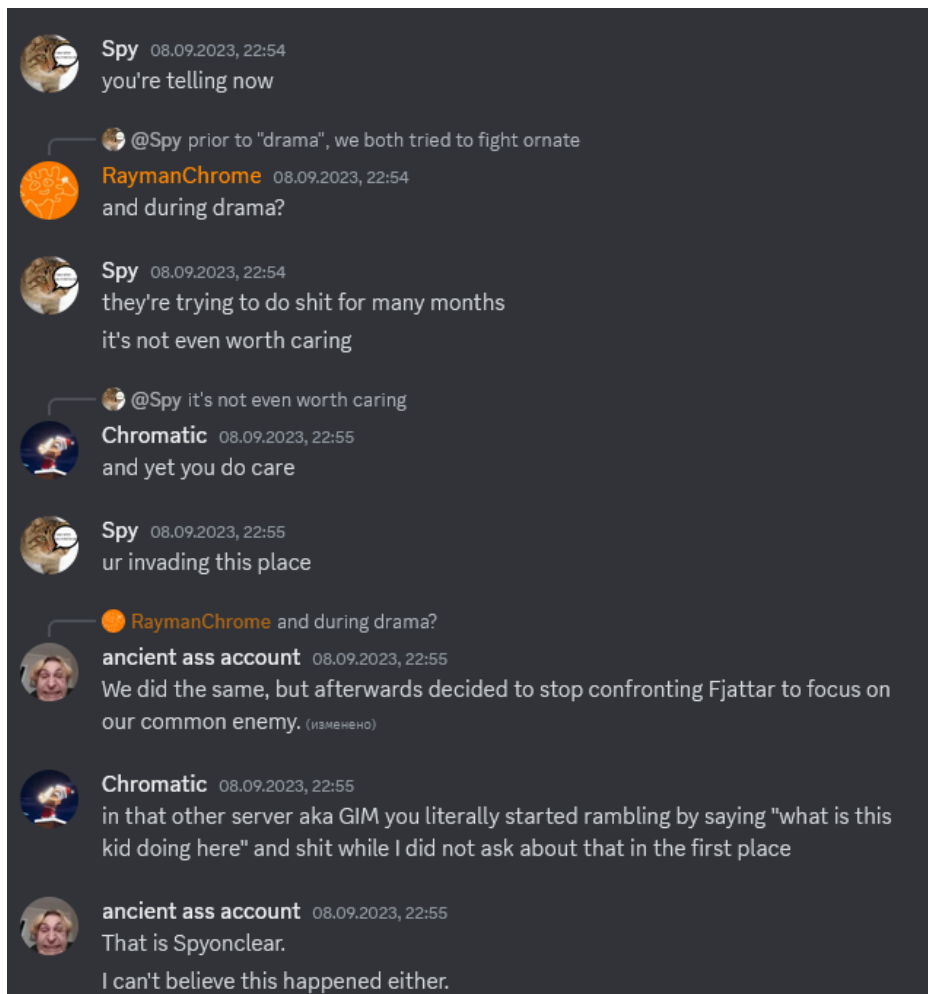 Spy 08.09.2023, 22:54
you're telling now
@Spy prior to "drama", we both tried to fight ornate
RaymanChrome 08.09.2023, 22:54
and during drama?
Spy 08.09.2023, 22:54
they're trying to do shit for many months
it's not even worth caring
@Spy it's not even worth caring
Chromatic 08.09.2023, 22:55
and yet you do care
Spy 08.09.2023, 22:55
ur invading this place
RaymanChrome and during drama?
ancient ass account 08.09.2023, 22:55
We did the same, but afterwards decided to stop confronting Fjattar to focus on
our common enemy. (изменено)
Chromatic 08.09.2023, 22:55
in that other server aka GIM you literally started rambling by saying "what is this
kid doing here" and shit while I did not ask about that in the first place
ancient ass account 08.09.2023, 22:55
That is Spyonclear.
I can't believe this happened either.